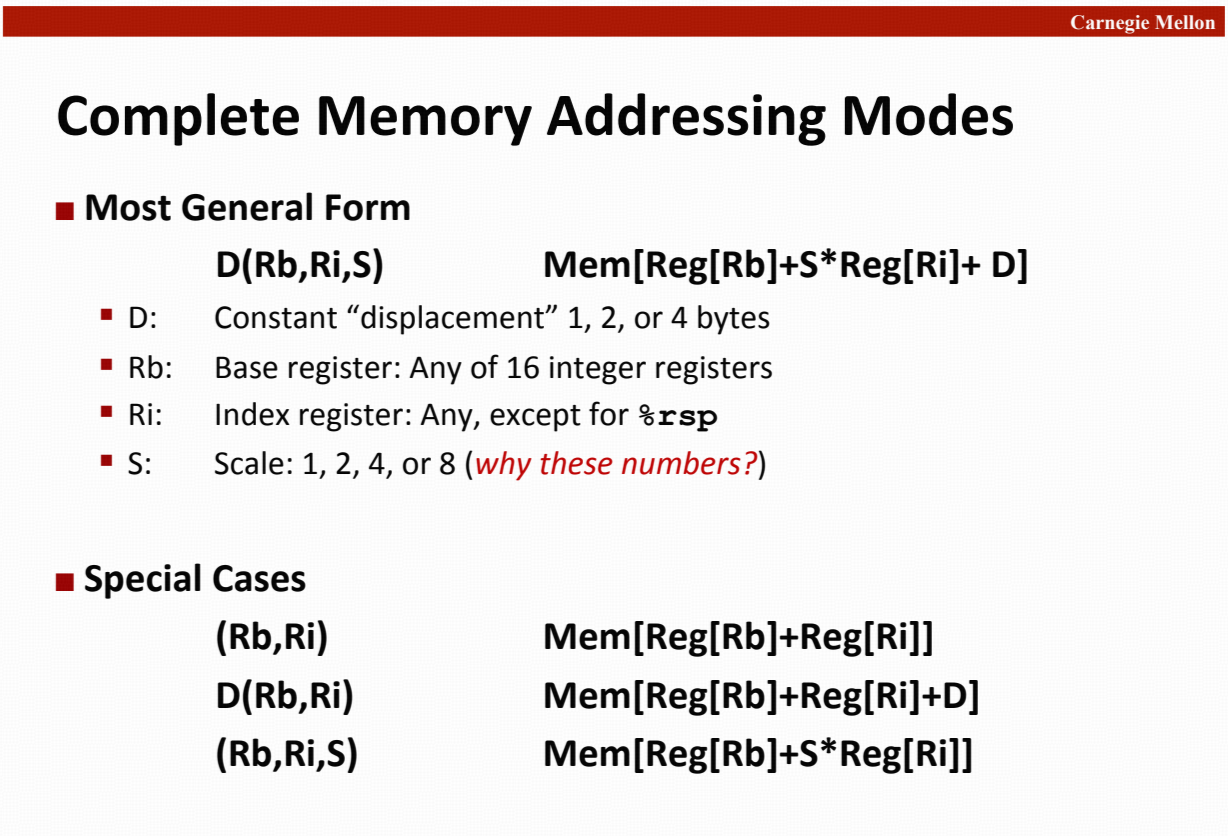 Carnegie Mellon
Complete Memory Addressing Modes
Most General Form
D(Rb,Ri,S) Mem[Reg[Rb]+S*Reg[Ri]+ D]
D: Constant “displacement” 1, 2, or 4 bytes
Rb: Base register: Any of 16 integer registers
Ri: Index register: Any, except for %rsp
S: Scale: 1, 2, 4, or 8 (why these numbers?)
Special Cases
(Rb,Ri) Mem[Reg[Rb]+Reg[Ri]]
D(Rb,Ri) Mem[Reg[Rb]+Reg[Ri]+D]
(Rb,Ri,S) Mem[Reg[Rb]+S*Reg[Ri]]